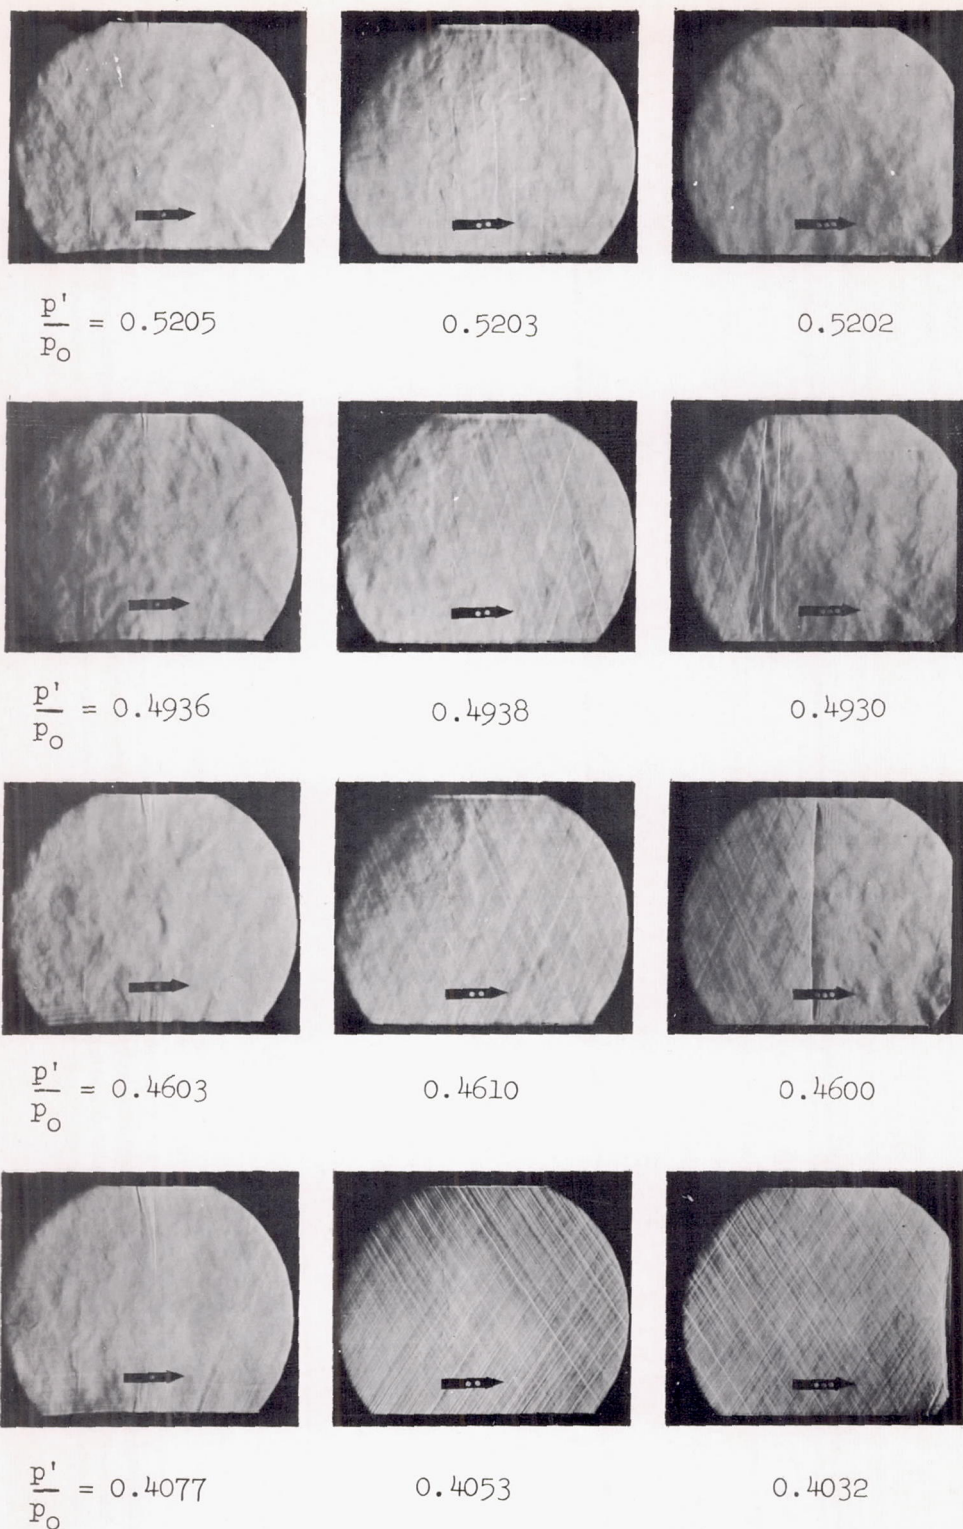 p'/p₀ = 0.5205 0.5203 0.5202
p'/p₀ = 0.4936 0.4938 0.4930
p'/p₀ = 0.4603 0.4610 0.4600
p'/p₀ = 0.4077 0.4053 0.4032